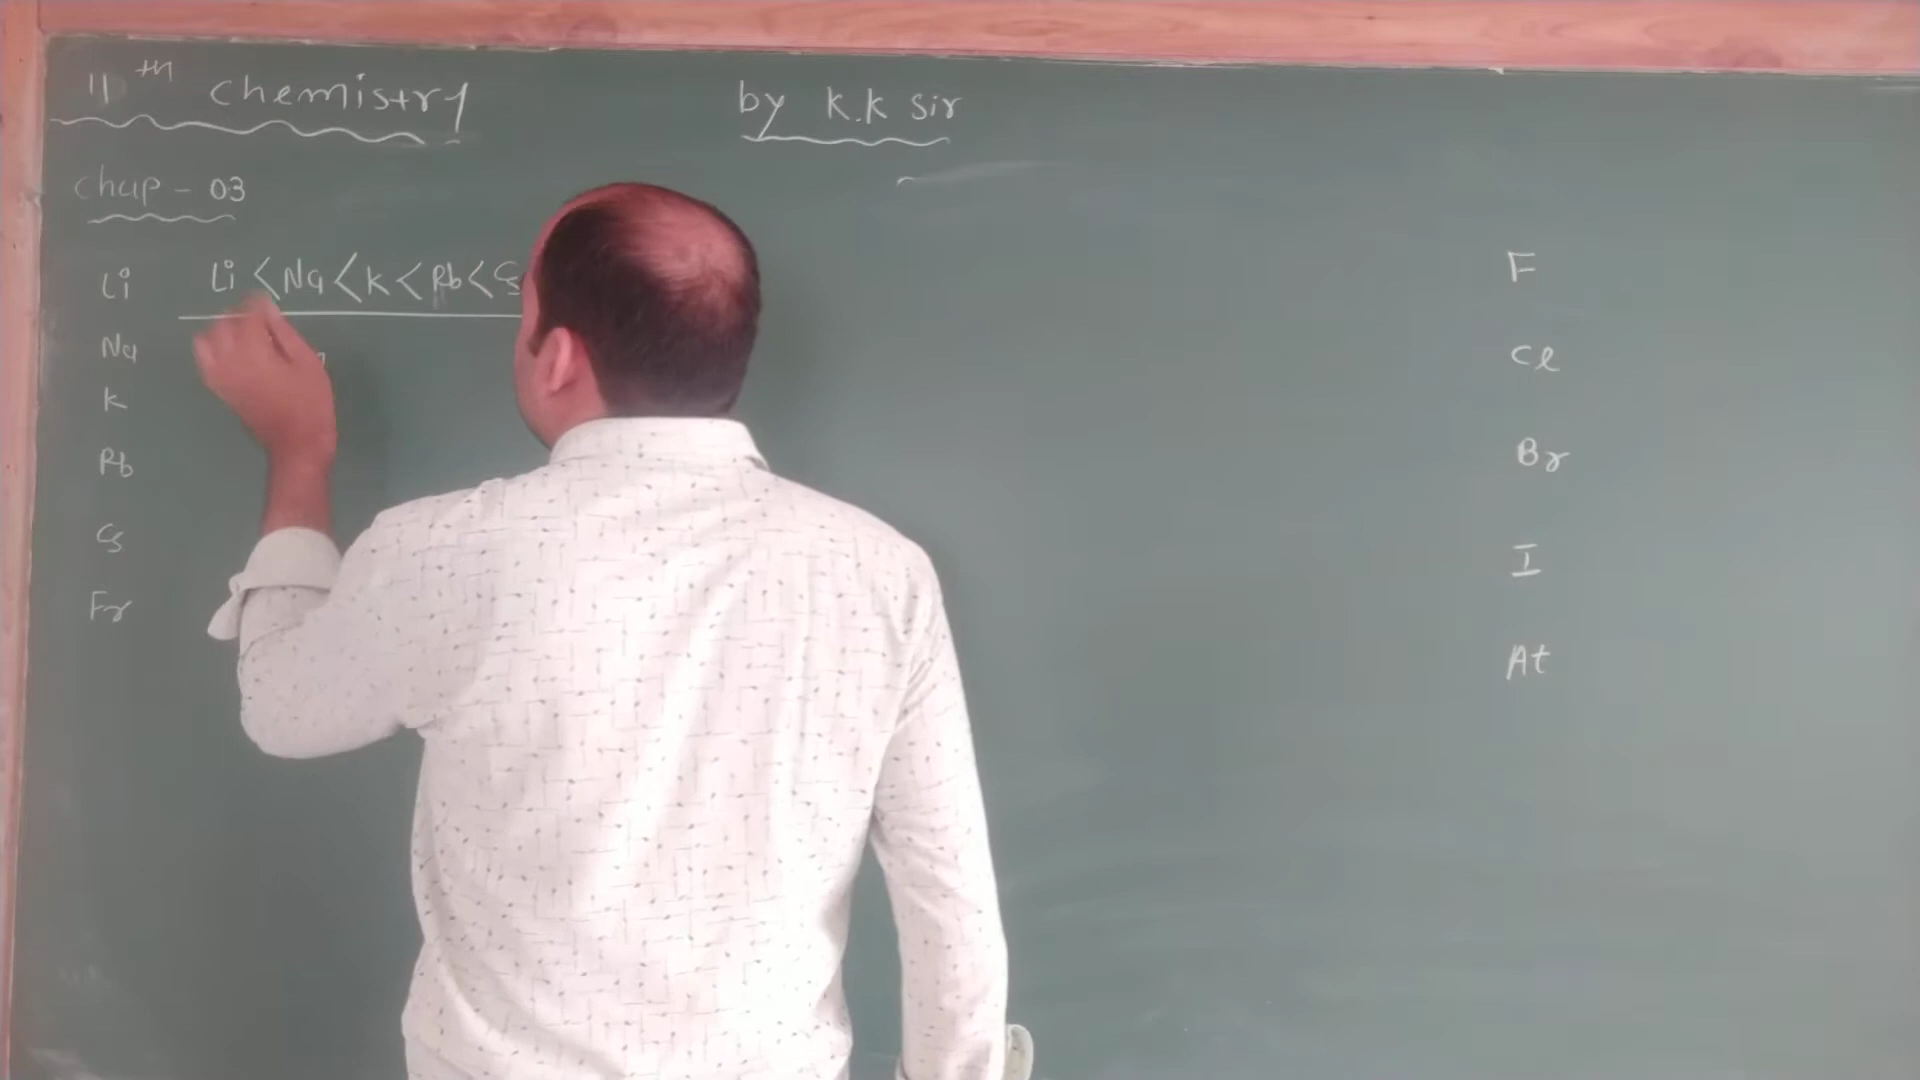 11th chemistry by K.K Sir
Chap - 03
Li < Na < K < Rb < Cs
Li
Na
K
Rb
Cs
Fr
F
Cl
Br
I
At